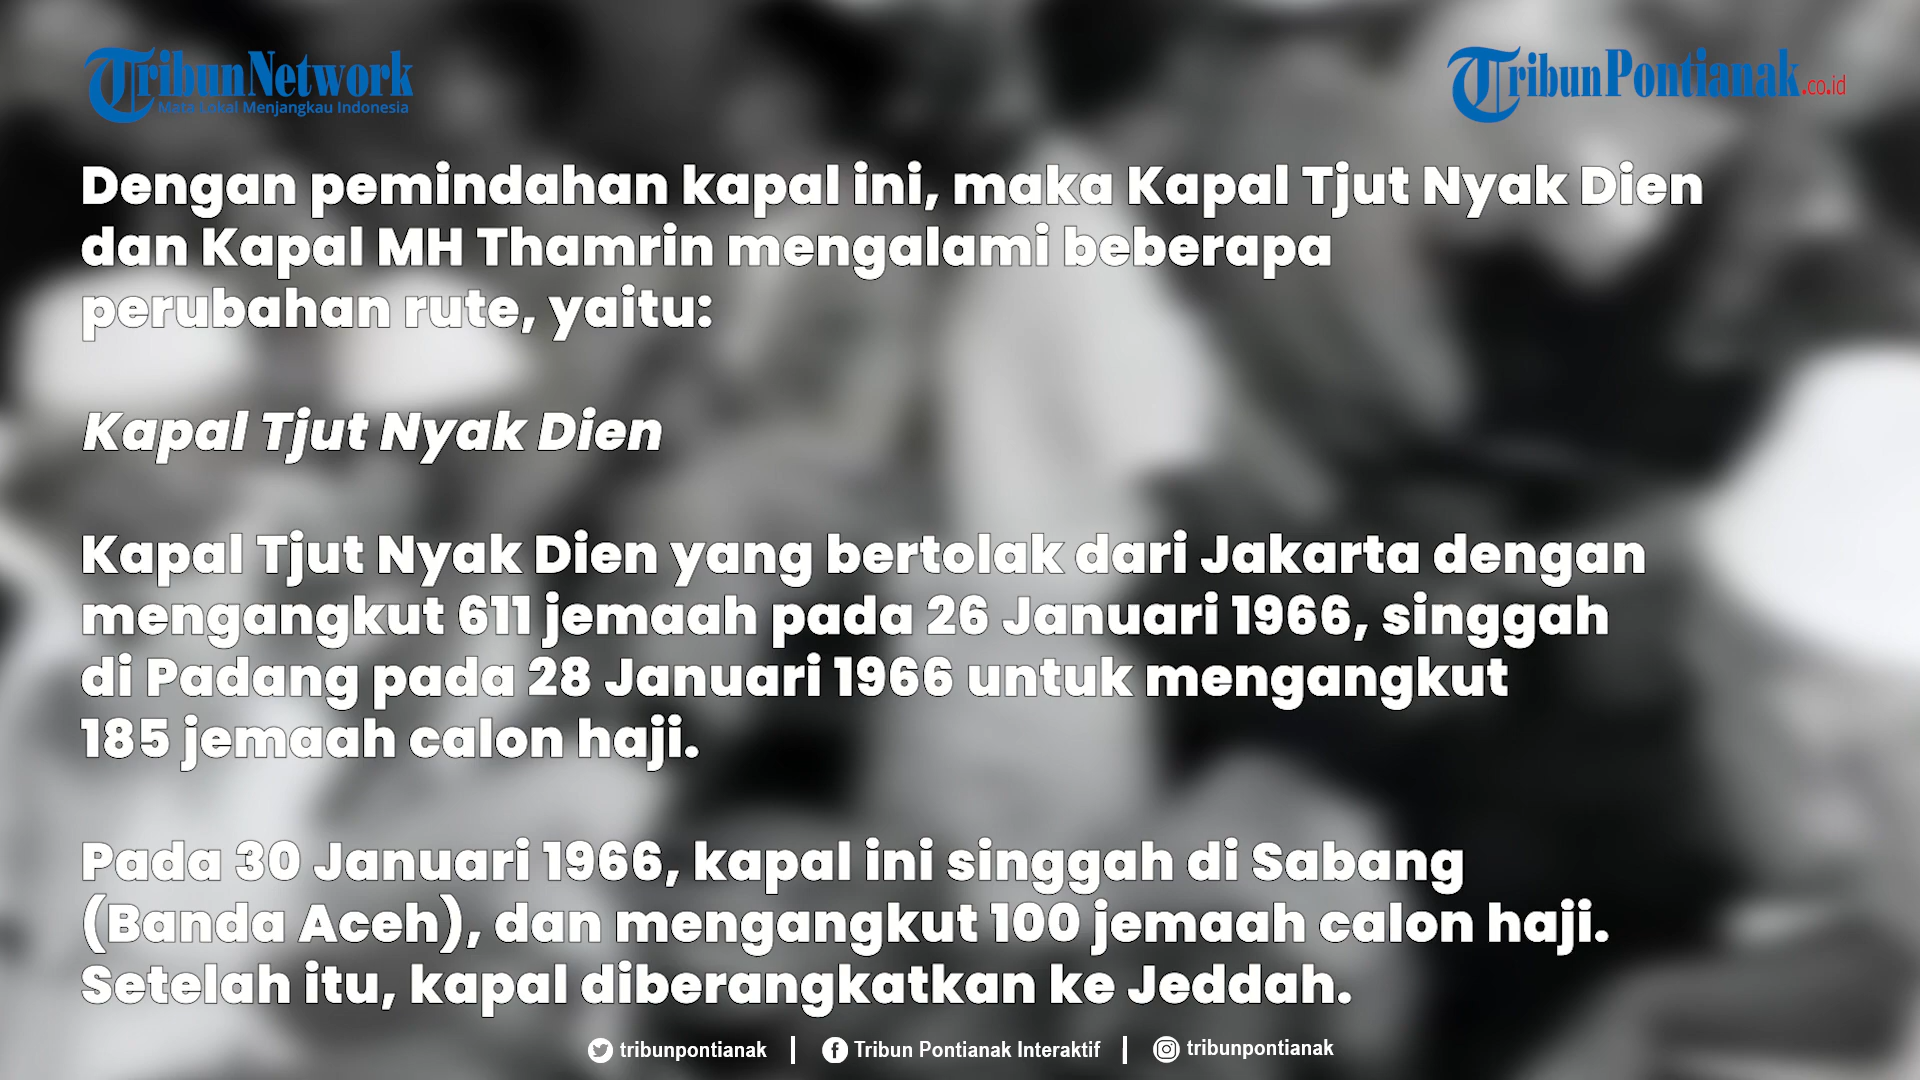 TribunNetwork
Mata Lokal Menjangkau Indonesia
TribunPontianak.co.id
Dengan pemindahan kapal ini, maka Kapal Tjut Nyak Dien
dan Kapal MH Thamrin mengalami beberapa
perubahan rute, yaitu:
Kapal Tjut Nyak Dien
Kapal Tjut Nyak Dien yang bertolak dari Jakarta dengan
mengangkut 611 jemaah pada 26 Januari 1966, singgah
di Padang pada 28 Januari 1966 untuk mengangkut
185 jemaah calon haji.
Pada 30 Januari 1966, kapal ini singgah di Sabang
(Banda Aceh), dan mengangkut 100 jemaah calon haji.
Setelah itu, kapal diberangkatkan ke Jeddah.
tribunpontianak | Tribun Pontianak Interaktif | tribunpontianak